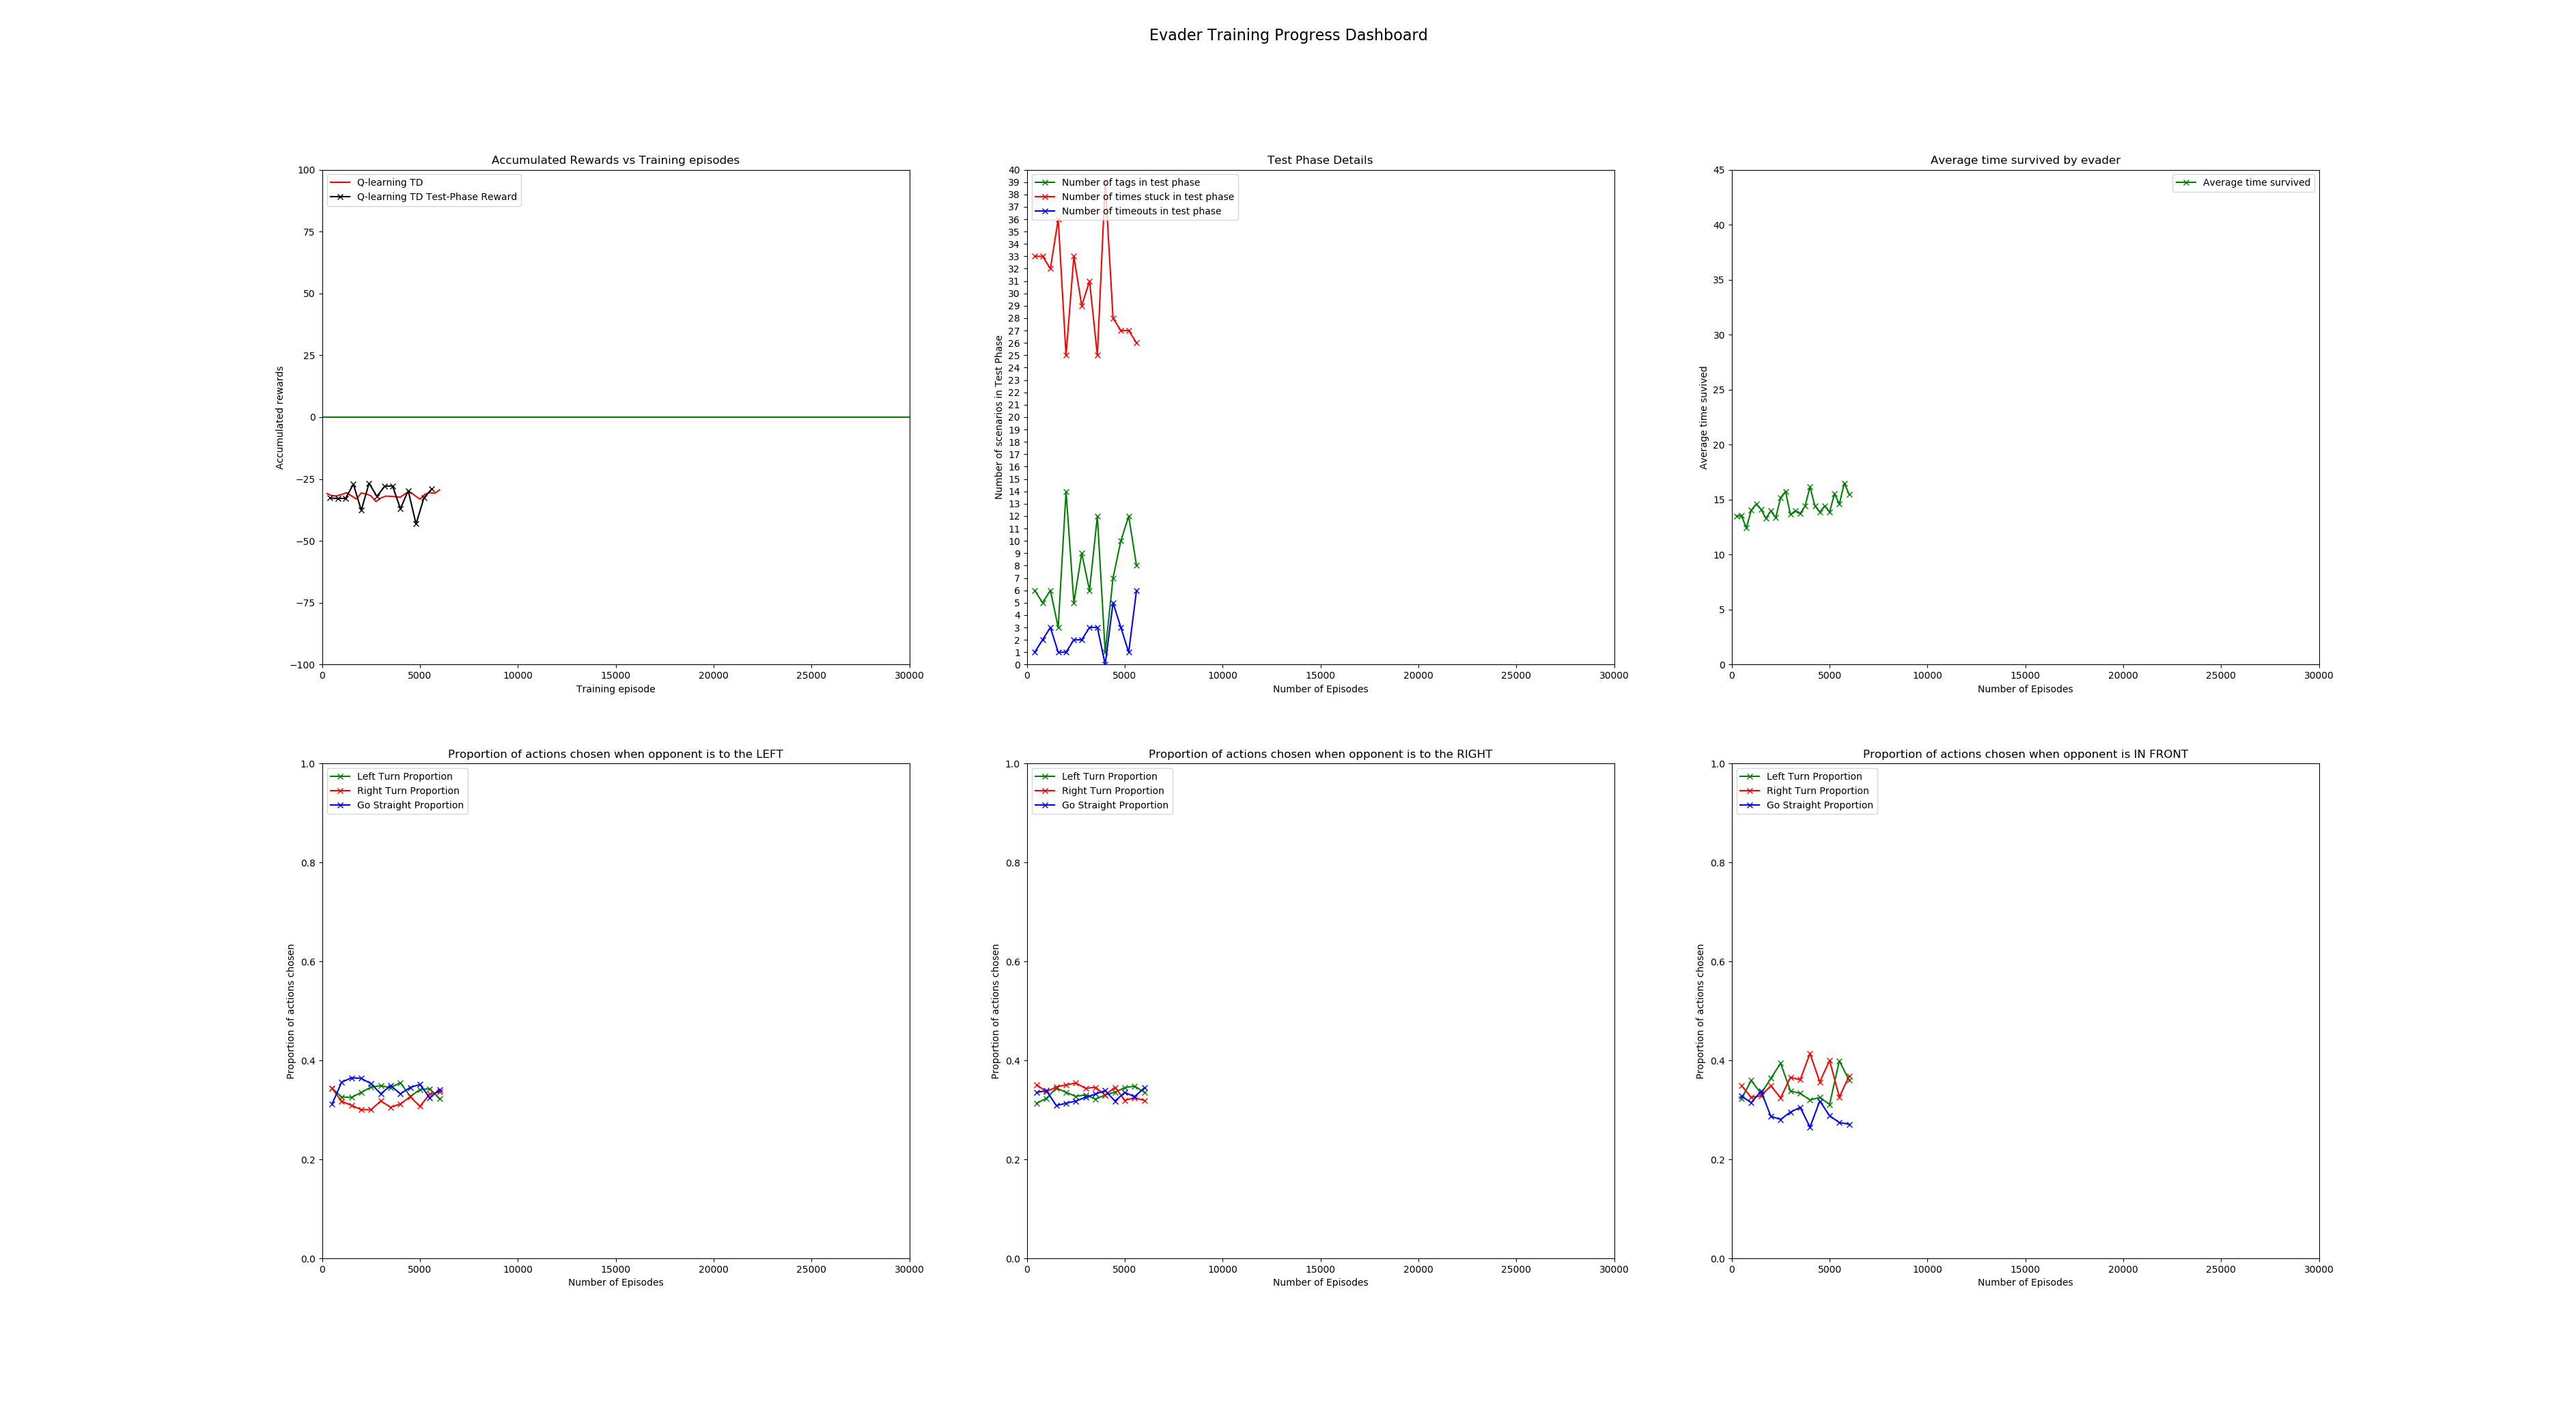 Evader Training Progress Dashboard
Accumulated Rewards vs Training episodes
100
75
50
25
0
−25
−50
−75
−100
Accumulated rewards
Q-learning TD
Q-learning TD Test-Phase Reward
0 5000 10000 15000 20000 25000 30000
Training episode
Test Phase Details
40
39
38
37
36
35
34
33
32
31
30
29
28
27
26
25
24
23
22
21
20
19
18
17
16
15
14
13
12
11
10
9
8
7
6
5
4
3
2
1
0
Number of scenarios in Test Phase
Number of tags in test phase
Number of times stuck in test phase
Number of timeouts in test phase
0 5000 10000 15000 20000 25000 30000
Number of Episodes
Average time survived by evader
45
40
35
30
25
20
15
10
5
0
Average time suvived
Average time survived
0 5000 10000 15000 20000 25000 30000
Number of Episodes
Proportion of actions chosen when opponent is to the LEFT
1.0
0.8
0.6
0.4
0.2
0.0
Proportion of actions chosen
Left Turn Proportion
Right Turn Proportion
Go Straight Proportion
0 5000 10000 15000 20000 25000 30000
Number of Episodes
Proportion of actions chosen when opponent is to the RIGHT
1.0
0.8
0.6
0.4
0.2
0.0
Proportion of actions chosen
Left Turn Proportion
Right Turn Proportion
Go Straight Proportion
0 5000 10000 15000 20000 25000 30000
Number of Episodes
Proportion of actions chosen when opponent is IN FRONT
1.0
0.8
0.6
0.4
0.2
0.0
Proportion of actions chosen
Left Turn Proportion
Right Turn Proportion
Go Straight Proportion
0 5000 10000 15000 20000 25000 30000
Number of Episodes